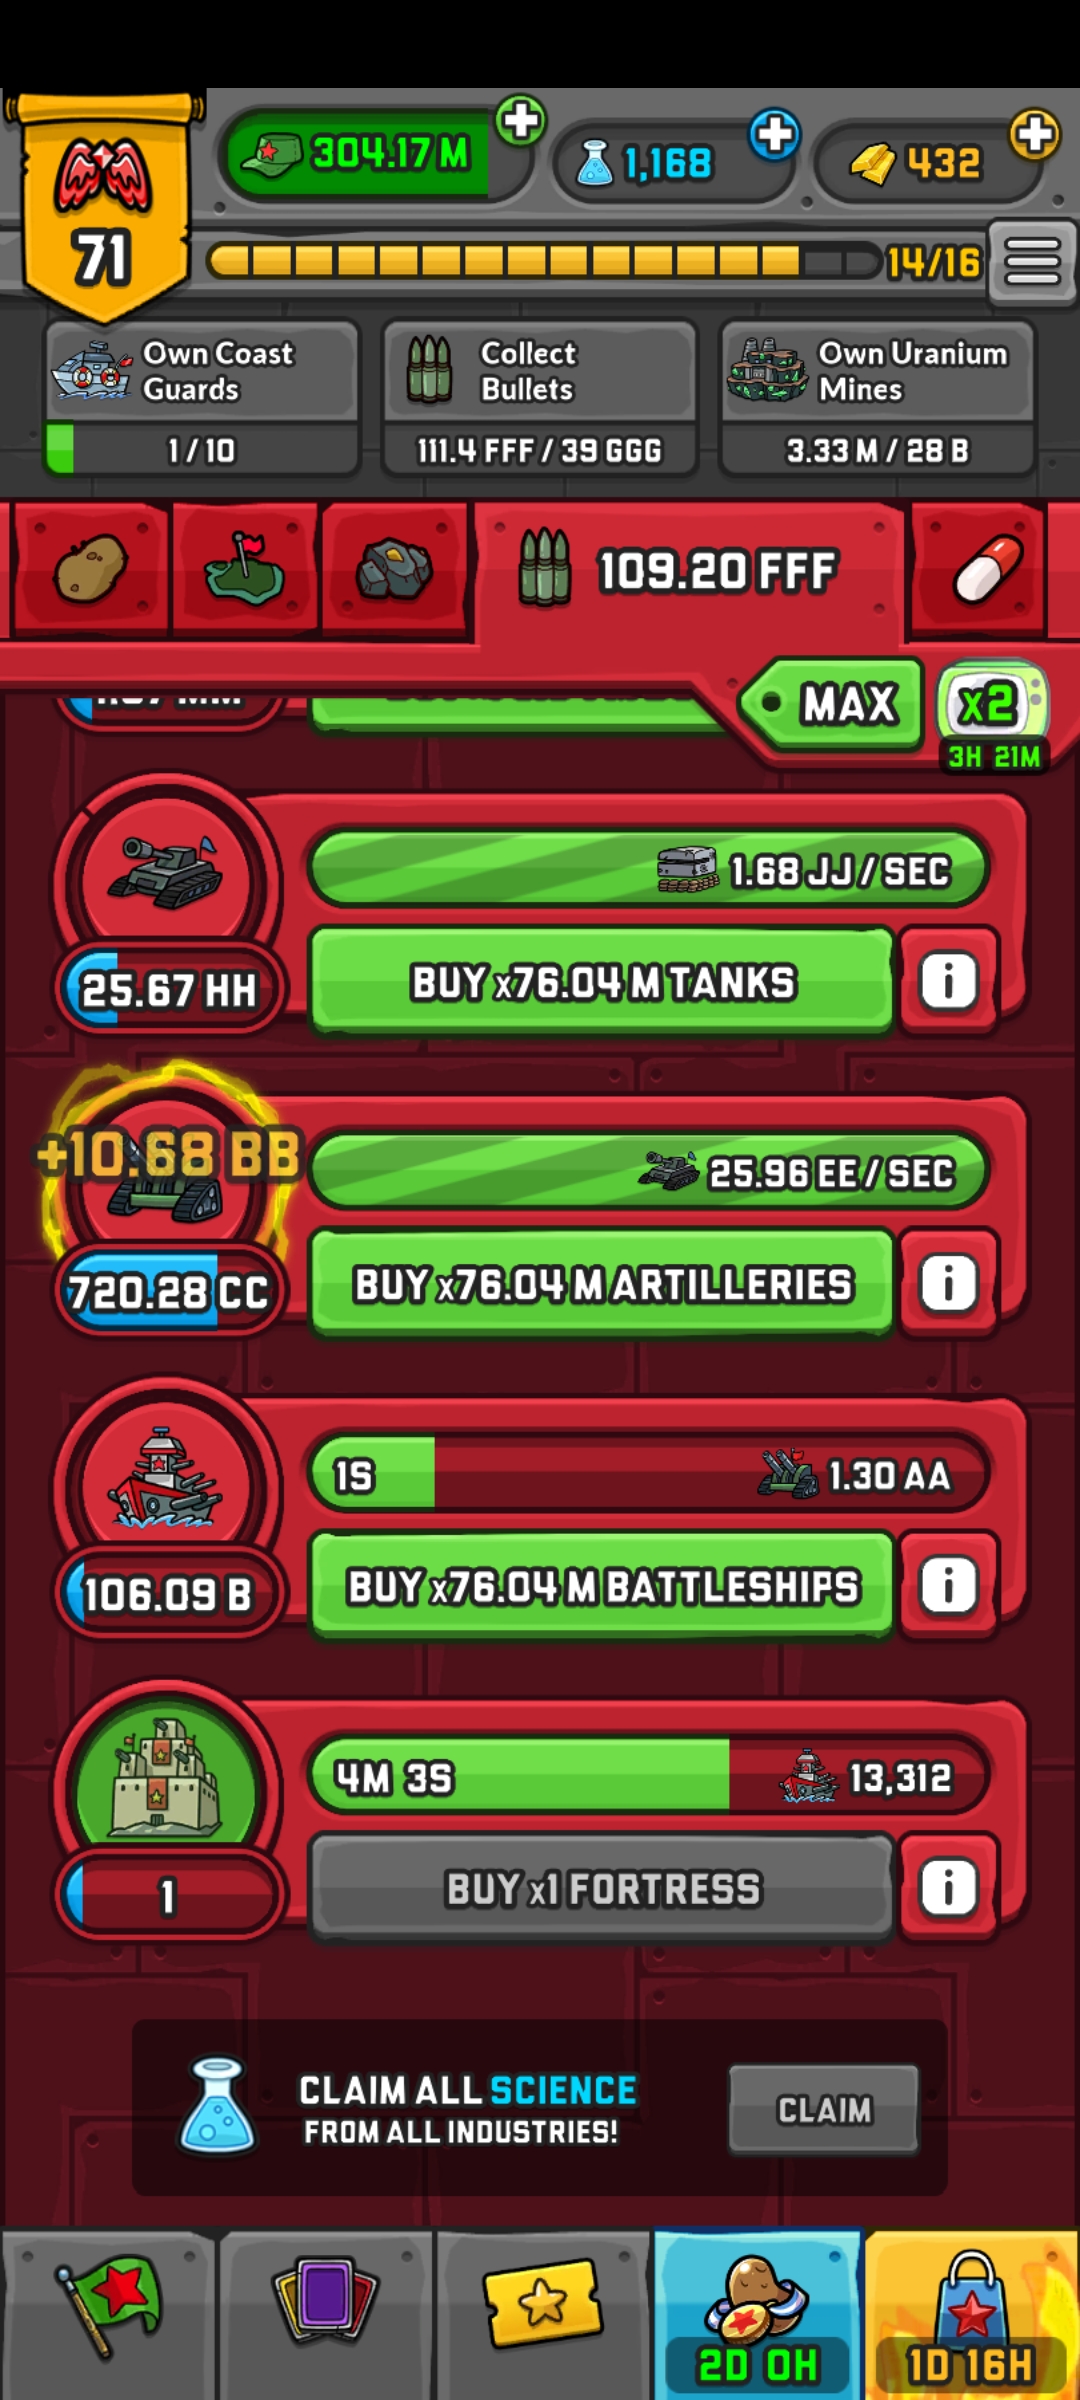 304.17 M
1,168
432
71
14/16
Own Coast
Guards
1 / 10
Collect
Bullets
111.4 FFF / 39 GGG
Own Uranium
Mines
3.33 M / 28 B
109.20 FFF
MAX
x2
3H 21M
1.68 JJ / SEC
25.67 HH
BUY x76.04 M TANKS
i
+10.68 BB
25.96 EE / SEC
720.28 CC
BUY x76.04 M ARTILLERIES
i
1S
1.30 AA
106.09 B
BUY x76.04 M BATTLESHIPS
i
4M 3S
13,312
1
BUY x1 FORTRESS
i
CLAIM ALL SCIENCE
FROM ALL INDUSTRIES!
CLAIM
2D 0H
1D 16H